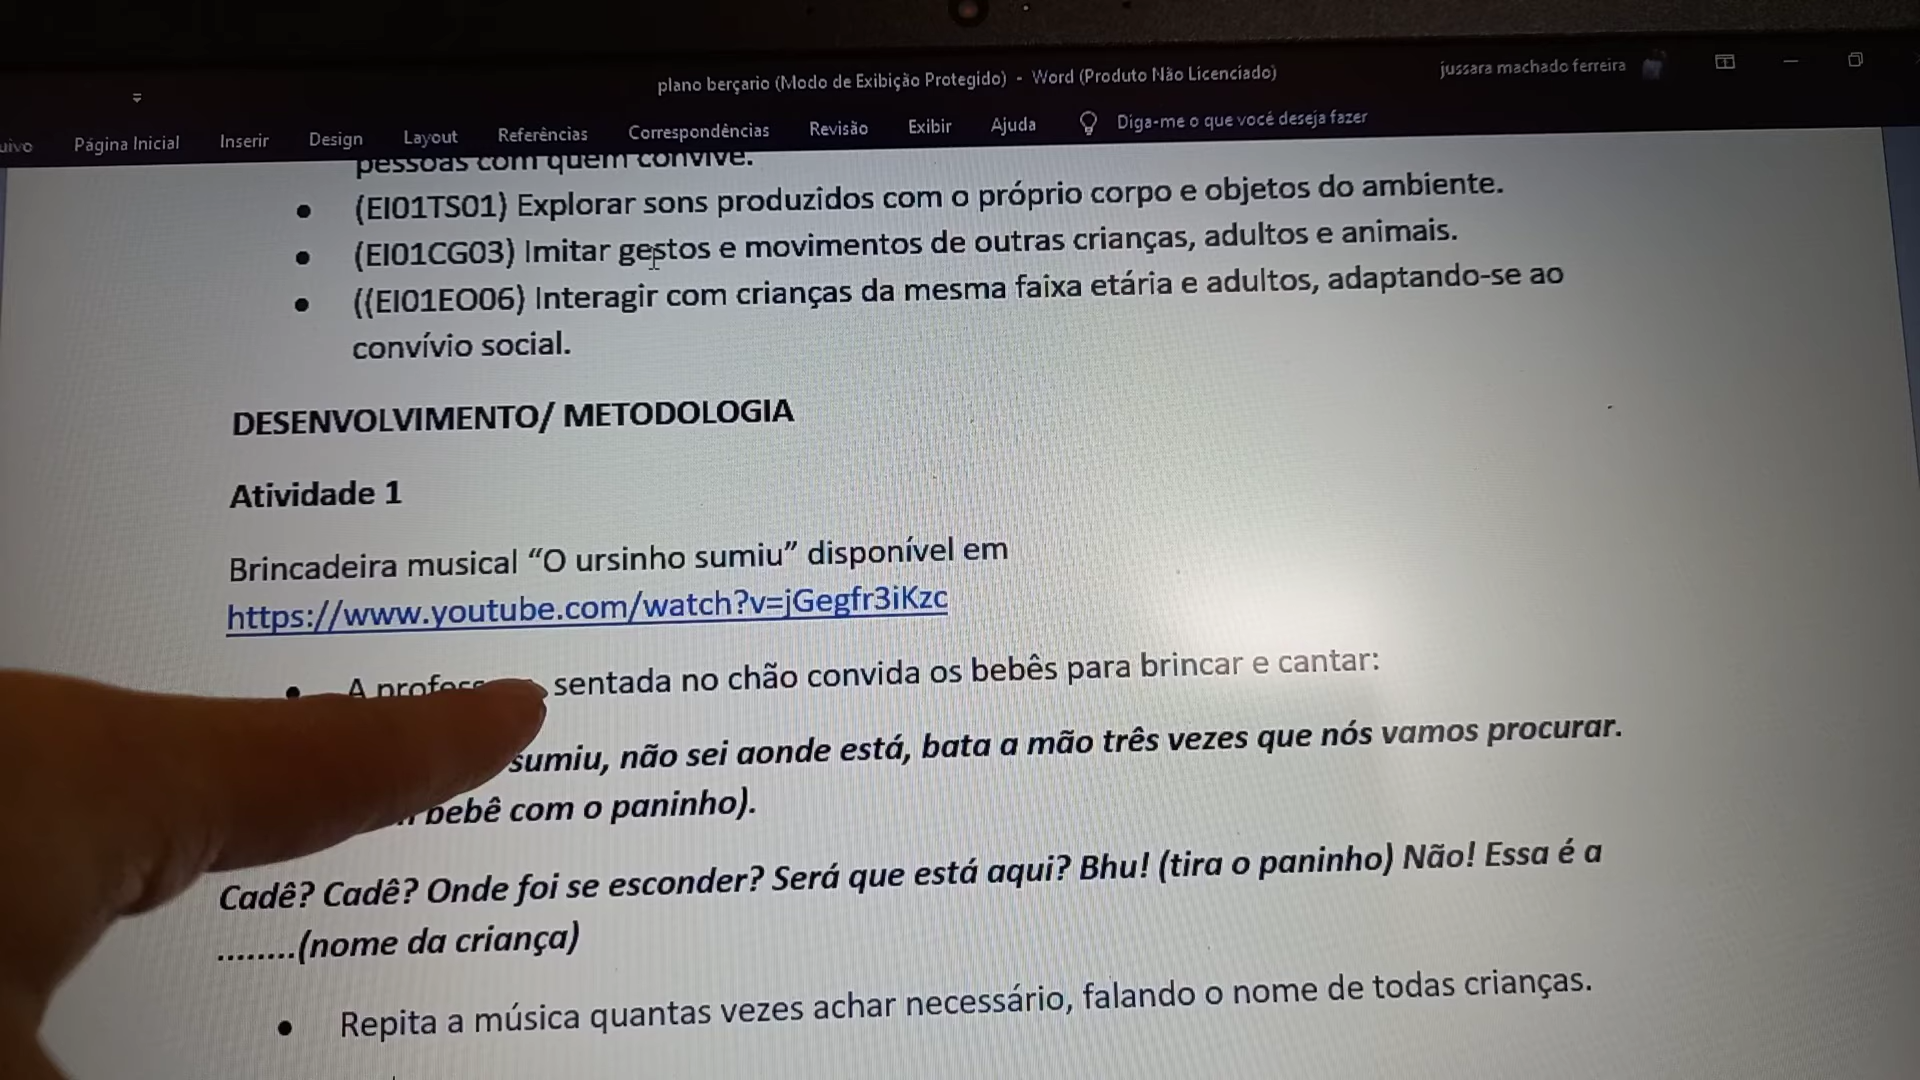 plano berçario (Modo de Exibição Protegido) - Word (Produto Não Licenciado)
jussara machado ferreira
Página Inicial Inserir Design Layout Referências Correspondências Revisão Exibir Ajuda Diga-me o que você deseja fazer
pessoas com quem convive.
• (EI01TS01) Explorar sons produzidos com o próprio corpo e objetos do ambiente.
• (EI01CG03) Imitar gestos e movimentos de outras crianças, adultos e animais.
• ((EI01EO06) Interagir com crianças da mesma faixa etária e adultos, adaptando-se ao
convívio social.
DESENVOLVIMENTO/ METODOLOGIA
Atividade 1
Brincadeira musical “O ursinho sumiu” disponível em
https://www.youtube.com/watch?v=jGegfr3iKzc
• A sentada no chão convida os bebês para brincar e cantar:
sumiu, não sei aonde está, bata a mão três vezes que nós vamos procurar.
bebê com o paninho).
Cadê? Cadê? Onde foi se esconder? Será que está aqui? Bhu! (tira o paninho) Não! Essa é a
........(nome da criança)
• Repita a música quantas vezes achar necessário, falando o nome de todas crianças.